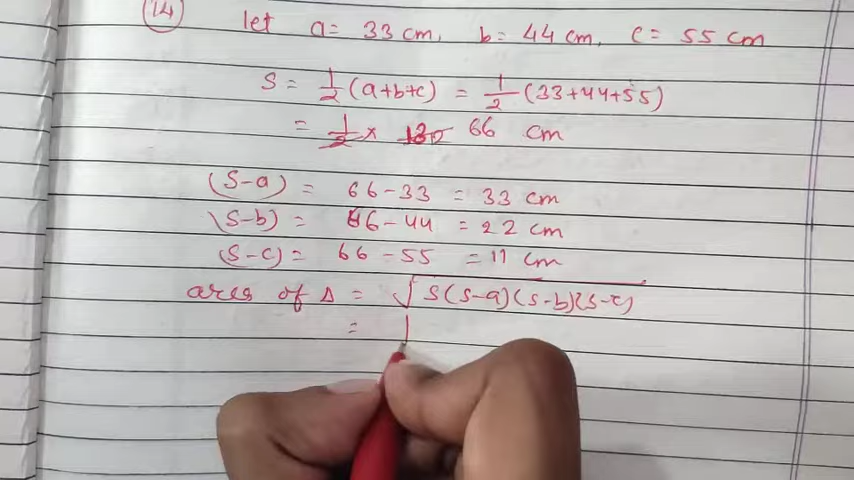 14 let a = 33 cm, b = 44 cm, c = 55 cm
S = 1/2 (a+b+c) = 1/2 (33+44+55)
= 1/2 × 132 66 cm
(S-a) = 66-33 = 33 cm
(S-b) = 66-44 = 22 cm
(S-c) = 66-55 = 11 cm
area of Δ = √S(S-a)(S-b)(S-c)
=